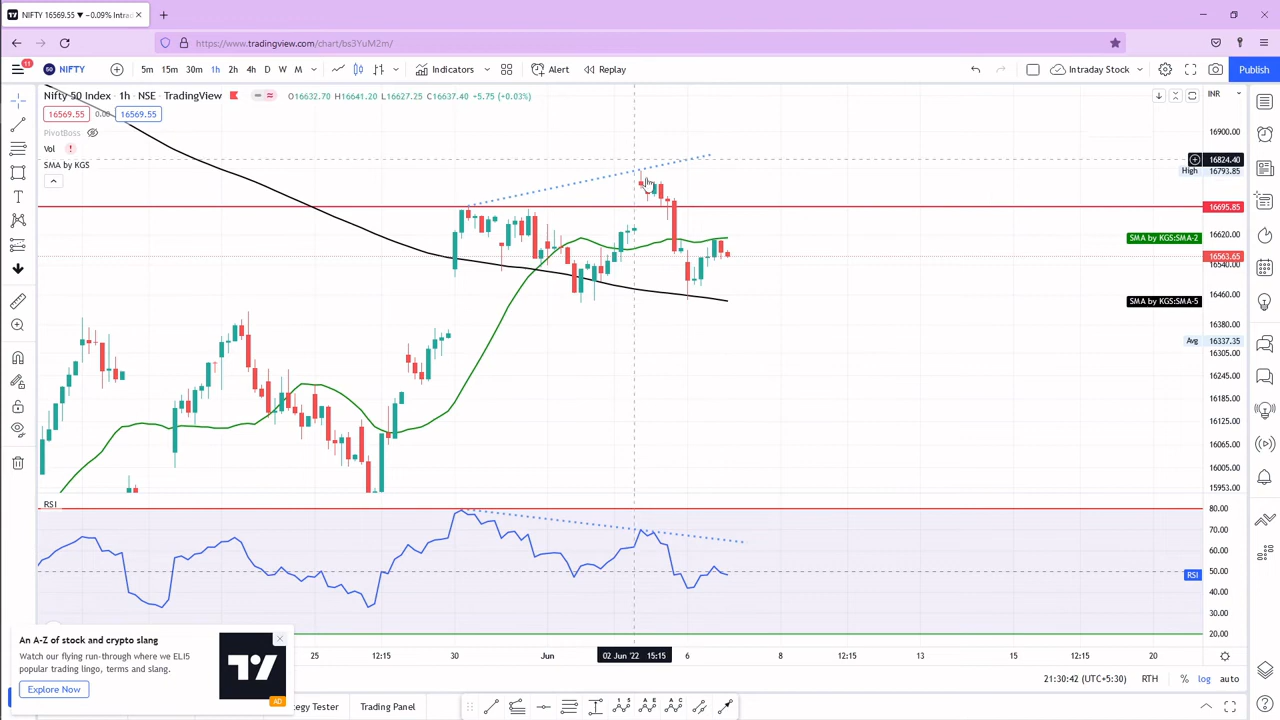 NIFTY 16569.55 ▼ −0.09% Intra
https://www.tradingview.com/chart/bs3YuM2m/
11
50 NIFTY 5m 15m 30m 1h 2h 4h D W M Indicators Alert Replay Intraday Stock Publish
Nifty 50 Index · 1h · NSE · TradingView O16632.70 H16641.20 L16627.25 C16637.40 +5.75 (+0.03%) INR
16569.55 0.00 16569.55
PivotBoss
Vol
SMA by KGS
16900.00
16824.40
High 16793.85
16695.85
16620.00
SMA by KGS:SMA-2
16563.65
16540.00
16460.00
SMA by KGS:SMA-5
16380.00
Avg 16337.35
16305.00
16245.00
16185.00
16125.00
16065.00
16005.00
15953.00
RSI
80.00
70.00
60.00
50.00
RSI
40.00
30.00
20.00
An A-Z of stock and crypto slang
Watch our flying run-through where we ELI5
popular trading lingo, terms and slang.
Explore Now
AD
25 12:15 30 Jun 02 Jun '22 15:15 6 8 12:15 13 15 12:15 20
21:30:42 (UTC+5:30) RTH % log auto
tegy Tester Trading Panel